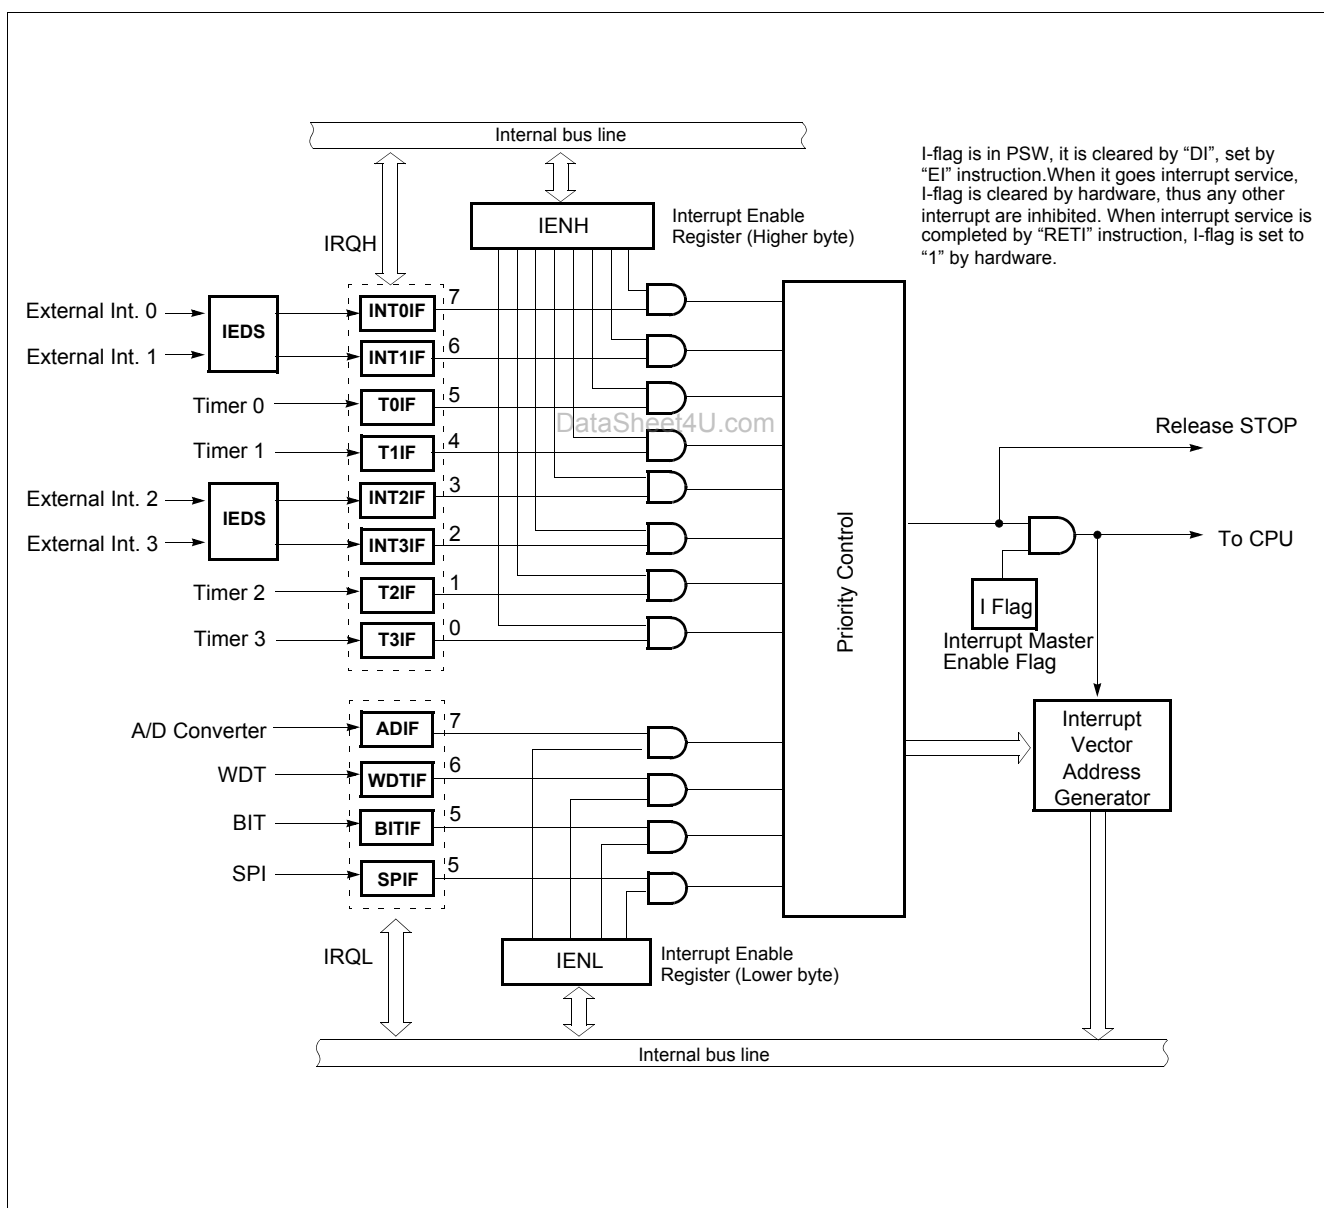 Internal bus line
I-flag is in PSW, it is cleared by “DI”, set by
“EI” instruction.When it goes interrupt service,
I-flag is cleared by hardware, thus any other
interrupt are inhibited. When interrupt service is
completed by “RETI” instruction, I-flag is set to
“1” by hardware.
IRQH
IENH
Interrupt Enable
Register (Higher byte)
External Int. 0
IEDS
INT0IF
7
External Int. 1
INT1IF
6
Timer 0
T0IF
5
DataSheet4U.com
Timer 1
T1IF
4
External Int. 2
IEDS
INT2IF
3
External Int. 3
INT3IF
2
Timer 2
T2IF
1
Timer 3
T3IF
0
Priority Control
Release STOP
To CPU
I Flag
Interrupt Master
Enable Flag
A/D Converter
ADIF
7
WDT
WDTIF
6
BIT
BITIF
5
SPI
SPIF
5
Interrupt
Vector
Address
Generator
IRQL
IENL
Interrupt Enable
Register (Lower byte)
Internal bus line